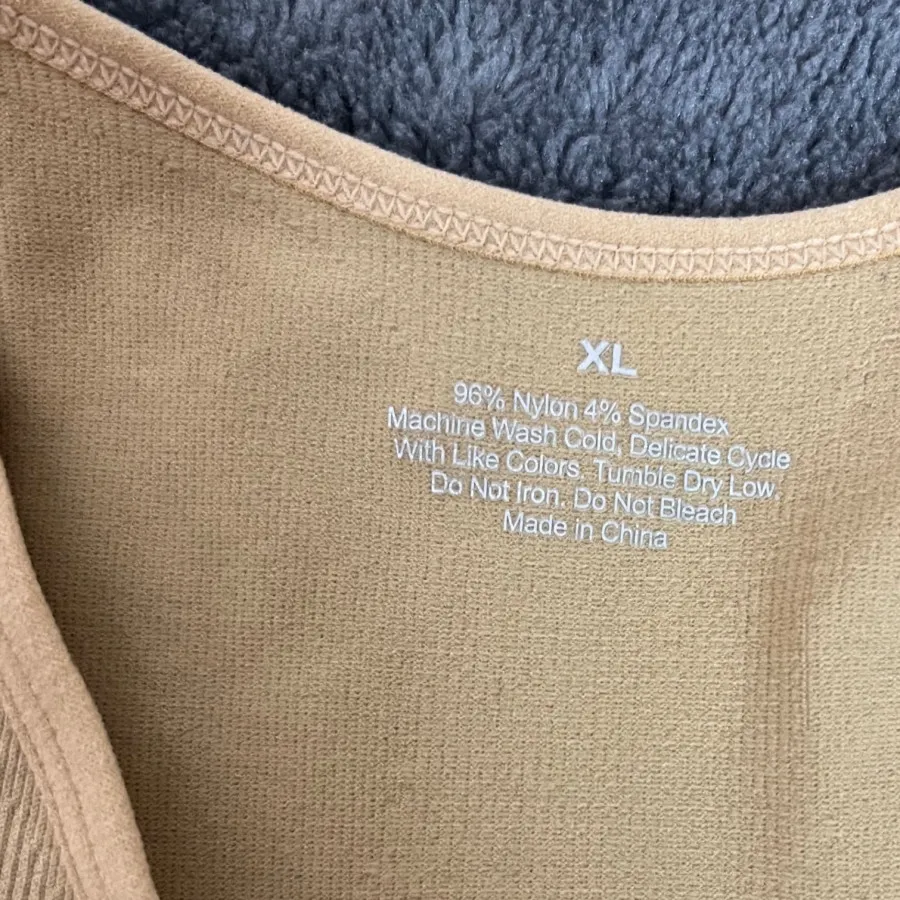 XL
96% Nylon 4% Spandex
Machine Wash Cold, Delicate Cycle
With Like Colors. Tumble Dry Low.
Do Not Iron. Do Not Bleach
Made in China